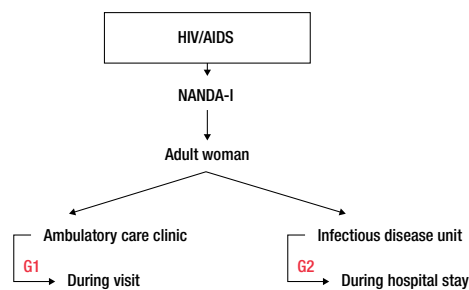 HIV/AIDS
NANDA-I
Adult woman
Ambulatory care clinic
Infectious disease unit
G1
G2
During visit
During hospital stay